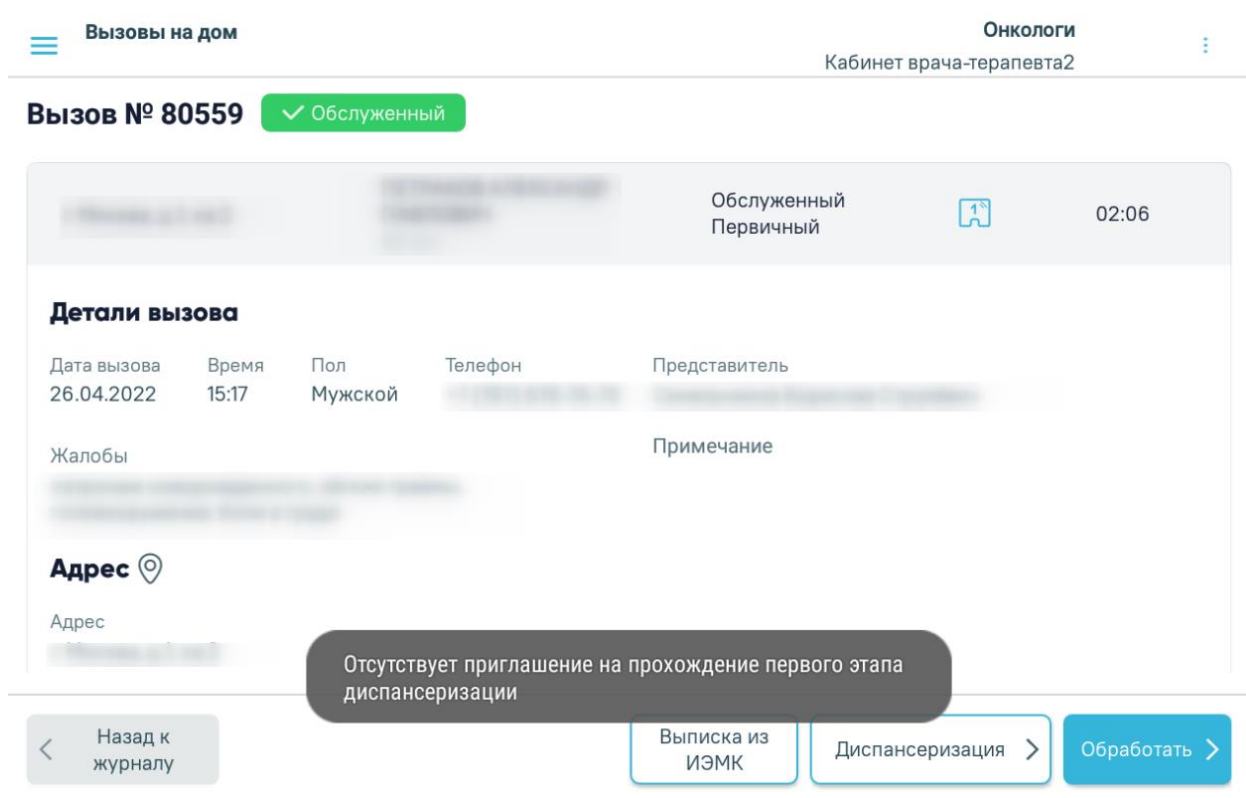 Вызовы на дом
Онкологи
Кабинет врача-терапевта2
Вызов № 80559
Обслуженный
Обслуженный
Первичный
1
02:06
Детали вызова
Дата вызова Время Пол Телефон Представитель
26.04.2022 15:17 Мужской
Жалобы
Примечание
Адрес
Адрес
Отсутствует приглашение на прохождение первого этапа
диспансеризации
Назад к
журналу
Выписка из
ИЭМК
Диспансеризация
Обработать